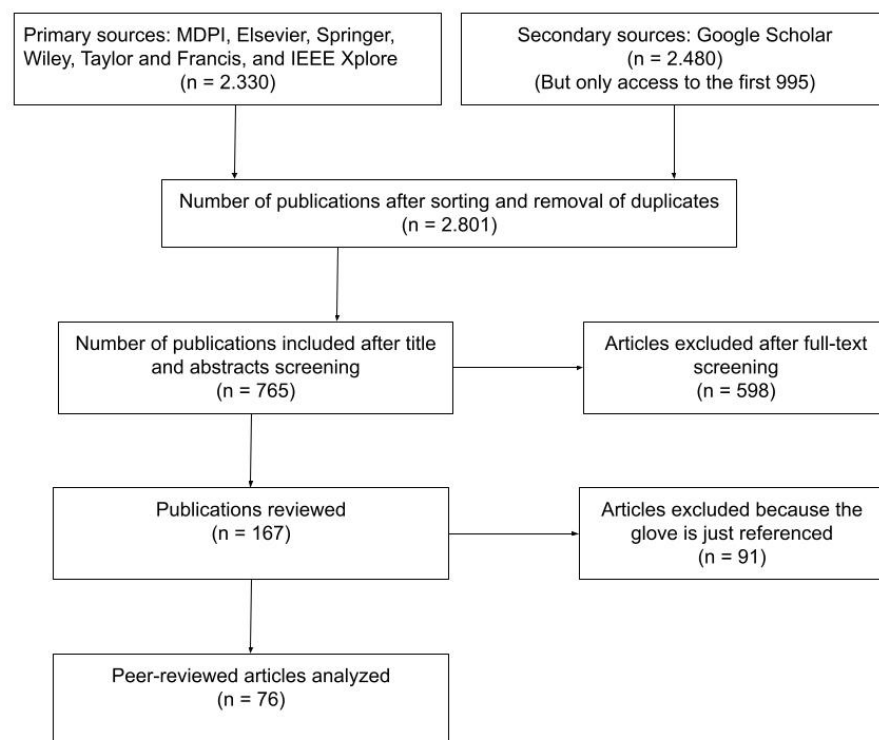 Primary sources: MDPI, Elsevier, Springer,
Wiley, Taylor and Francis, and IEEE Xplore
(n = 2.330)
Secondary sources: Google Scholar
(n = 2.480)
(But only access to the first 995)
Number of publications after sorting and removal of duplicates
(n = 2.801)
Number of publications included after title
and abstracts screening
(n = 765)
Articles excluded after full-text
screening
(n = 598)
Publications reviewed
(n = 167)
Articles excluded because the
glove is just referenced
(n = 91)
Peer-reviewed articles analyzed
(n = 76)